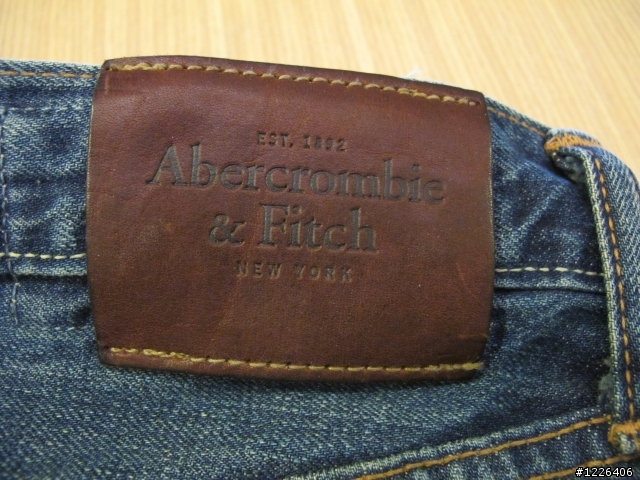 EST. 1892
Abercrombie
& Fitch
NEW YORK
#1226406